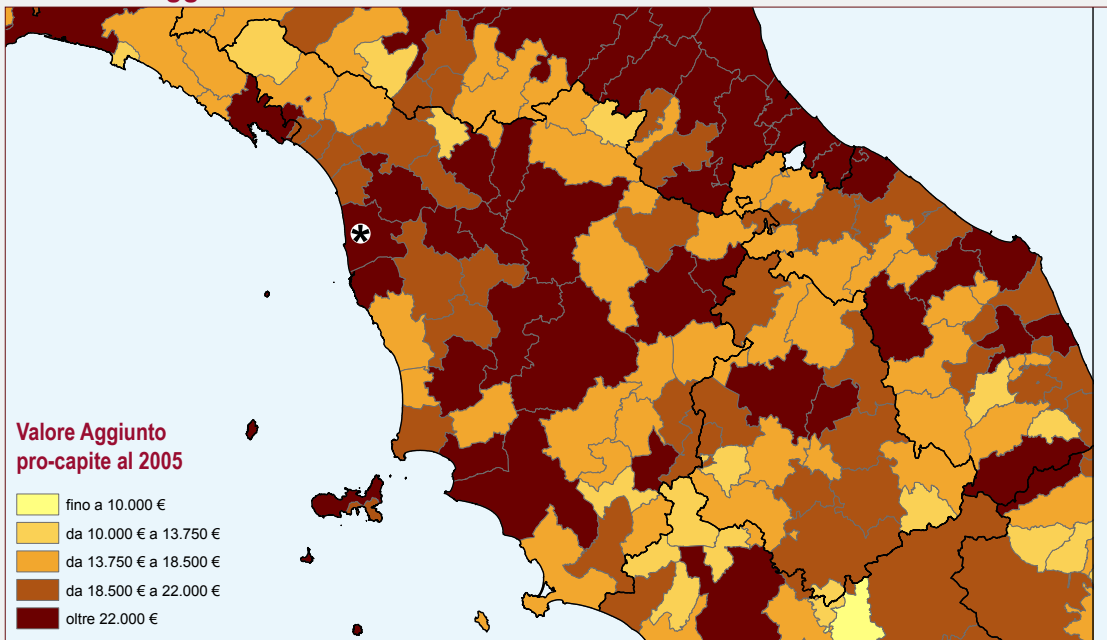 Valore Aggiunto
pro-capite al 2005
fino a 10.000 €
da 10.000 € a 13.750 €
da 13.750 € a 18.500 €
da 18.500 € a 22.000 €
oltre 22.000 €